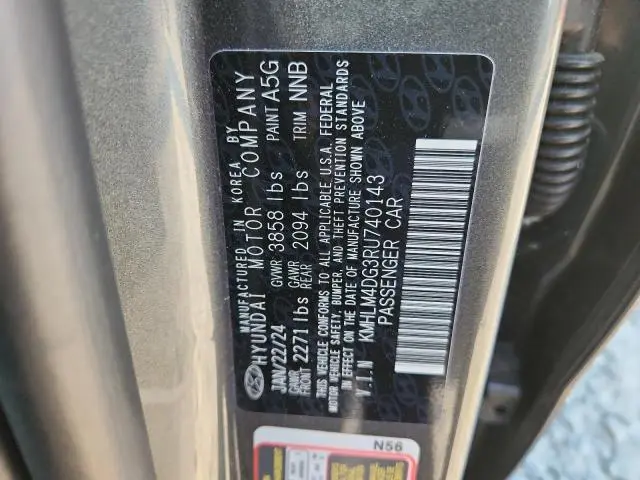 MANUFACTURED IN KOREA BY
HYUNDAI MOTOR COMPANY
JAN/22/24 GVWR 3858 lbs PAINT A5G
GAWR FRONT 2271 lbs GAWR REAR 2094 lbs TRIM NNB
THIS VEHICLE CONFORMS TO ALL APPLICABLE U.S.A. FEDERAL
MOTOR VEHICLE SAFETY, BUMPER, AND THEFT PREVENTION STANDARDS
IN EFFECT ON THE DATE OF MANUFACTURE SHOWN ABOVE
V.I.N KMHLM4DG3RU740143
PASSENGER CAR
N56